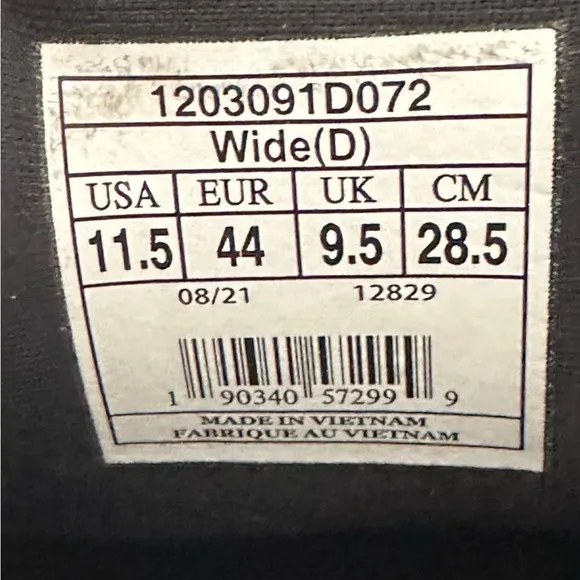 1203091D072
Wide(D)
USA EUR UK CM
11.5 44 9.5 28.5
08/21 12829
1 90340 57299 9
MADE IN VIETNAM
FABRIQUE AU VIETNAM